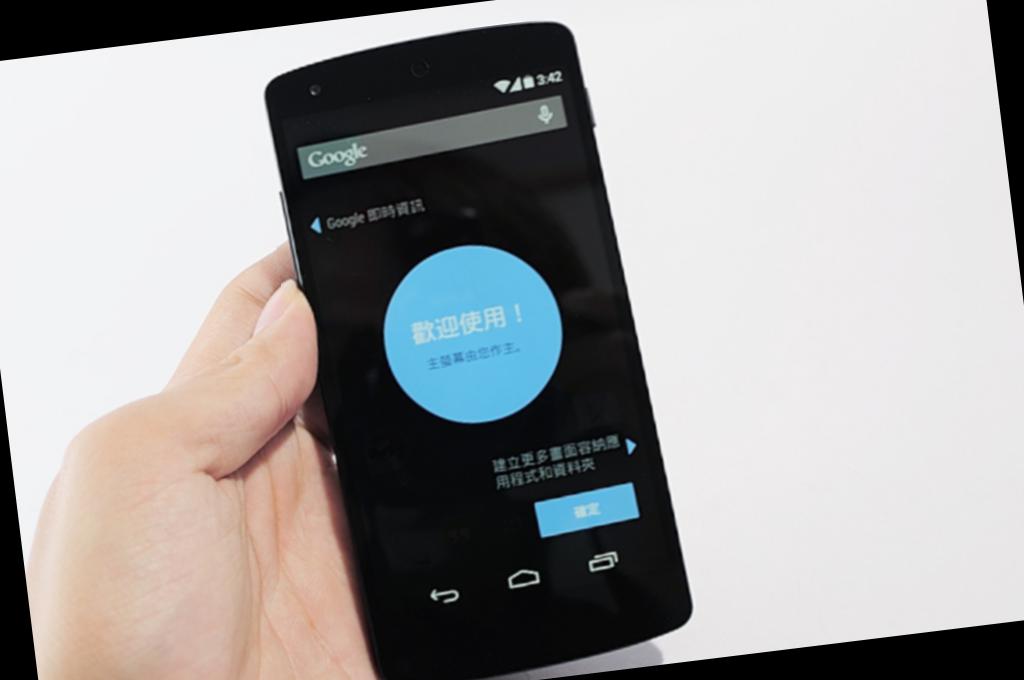 3:42
Google
Google 即時資訊
歡迎使用！
主螢幕由您作主。
建立更多畫面容納應
用程式和資料夾
確定